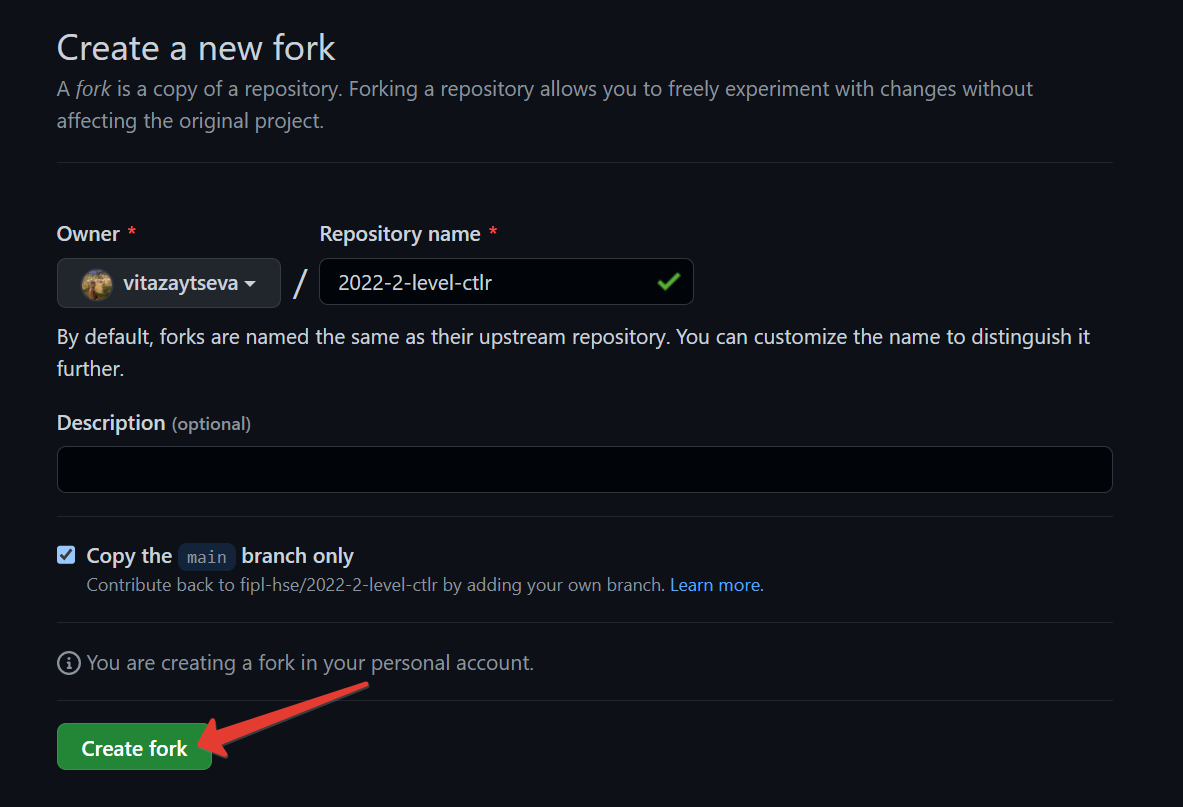 Create a new fork
A fork is a copy of a repository. Forking a repository allows you to freely experiment with changes without
affecting the original project.
Owner * Repository name *
vitazaytseva / 2022-2-level-ctlr
By default, forks are named the same as their upstream repository. You can customize the name to distinguish it
further.
Description (optional)
Copy the main branch only
Contribute back to fipl-hse/2022-2-level-ctlr by adding your own branch. Learn more.
You are creating a fork in your personal account.
Create fork